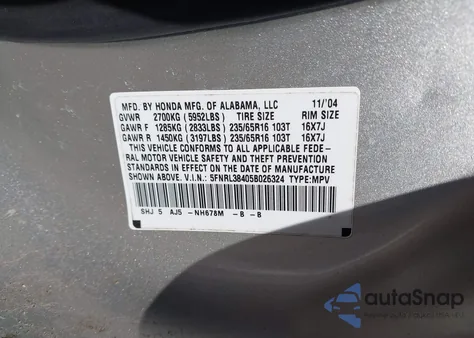 MFD. BY HONDA MFG. OF ALABAMA, LLC 11/'04
GVWR 2700KG (5952LBS) TIRE SIZE RIM SIZE
GAWR F 1285KG (2833LBS) 235/65R16 103T 16X7J
GAWR R 1450KG (3197LBS) 235/65R16 103T 16X7J
THIS VEHICLE CONFORMS TO ALL APPLICABLE FEDE-
RAL MOTOR VEHICLE SAFETY AND THEFT PREVENTION
STANDARDS IN EFFECT ON THE DATE OF MANUFACTURE
SHOWN ABOVE. V.I.N.: 5FNRL38405B026324 TYPE:MPV
SHJ 5 AJ5 -NH678M -B -B
autoSnap